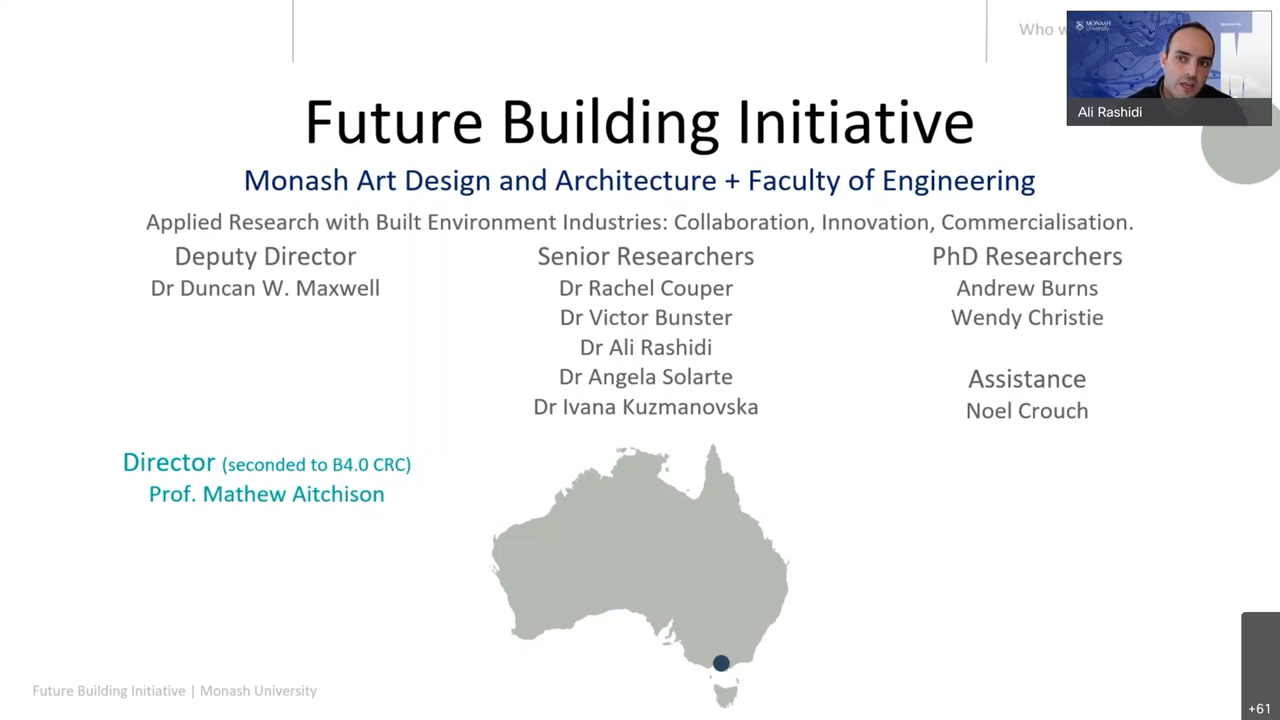 Who w
MONASH
University
Ali Rashidi
Future Building Initiative
Monash Art Design and Architecture + Faculty of Engineering
Applied Research with Built Environment Industries: Collaboration, Innovation, Commercialisation.
Deputy Director
Dr Duncan W. Maxwell
Senior Researchers
Dr Rachel Couper
Dr Victor Bunster
Dr Ali Rashidi
Dr Angela Solarte
Dr Ivana Kuzmanovska
PhD Researchers
Andrew Burns
Wendy Christie
Assistance
Noel Crouch
Director (seconded to B4.0 CRC)
Prof. Mathew Aitchison
Future Building Initiative | Monash University
+61